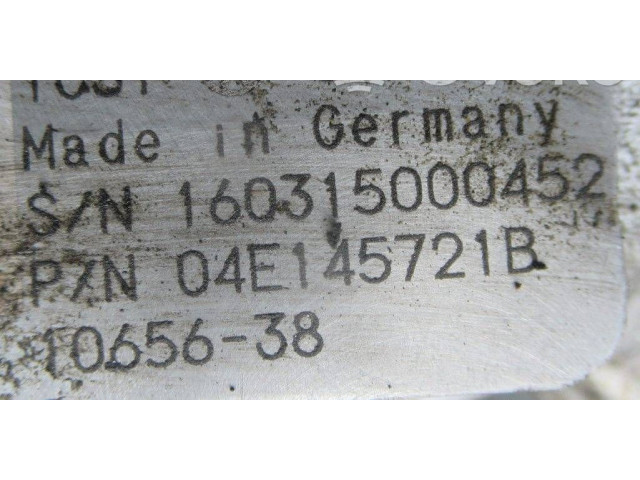 Made in Germany
S/N 160315000452
P/N 04E145721B
10656-38